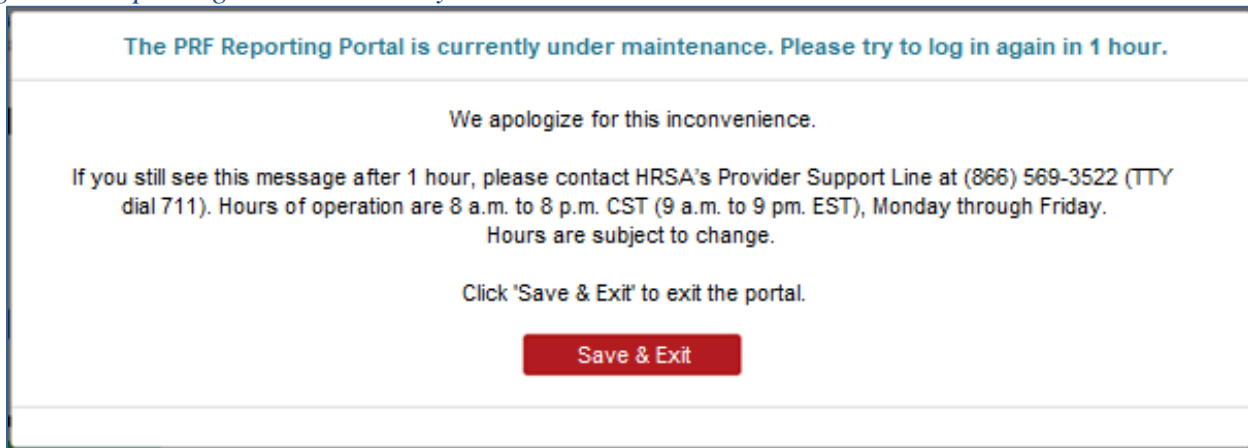 The PRF Reporting Portal is currently under maintenance. Please try to log in again in 1 hour.
We apologize for this inconvenience.
If you still see this message after 1 hour, please contact HRSA's Provider Support Line at (866) 569-3522 (TTY
dial 711). Hours of operation are 8 a.m. to 8 p.m. CST (9 a.m. to 9 pm. EST), Monday through Friday.
Hours are subject to change.
Click 'Save & Exit' to exit the portal.
Save & Exit